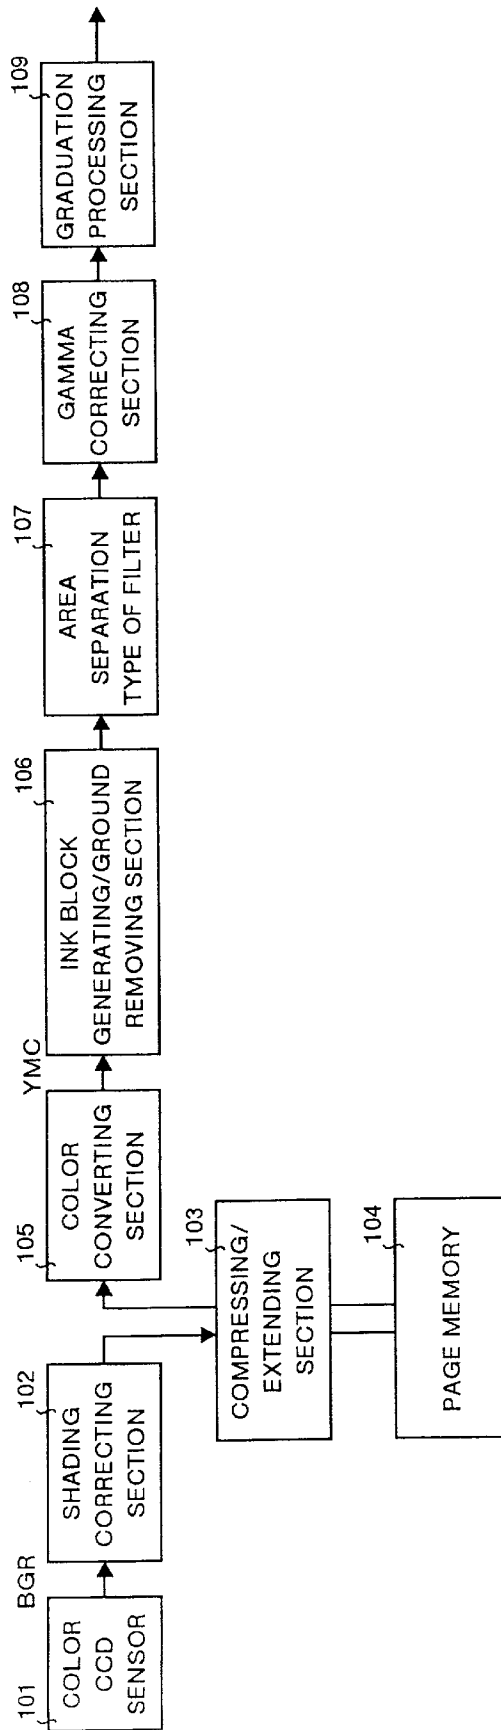 101
COLOR
CCD
SENSOR
BGR
102
SHADING
CORRECTING
SECTION
103
COMPRESSING/
EXTENDING
SECTION
104
PAGE MEMORY
105
COLOR
CONVERTING
SECTION
YMC
106
INK BLOCK
GENERATING/GROUND
REMOVING SECTION
107
AREA
SEPARATION
TYPE OF FILTER
108
GAMMA
CORRECTING
SECTION
109
GRADUATION
PROCESSING
SECTION